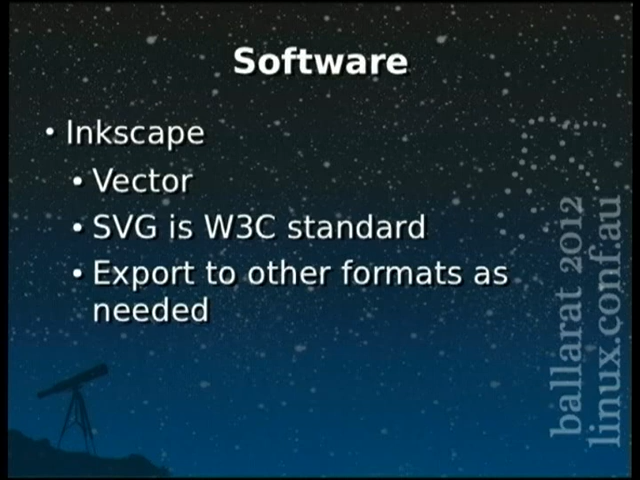 Software
• Inkscape
• Vector
• SVG is W3C standard
• Export to other formats as
needed
ballarat 2012
linux.conf.au